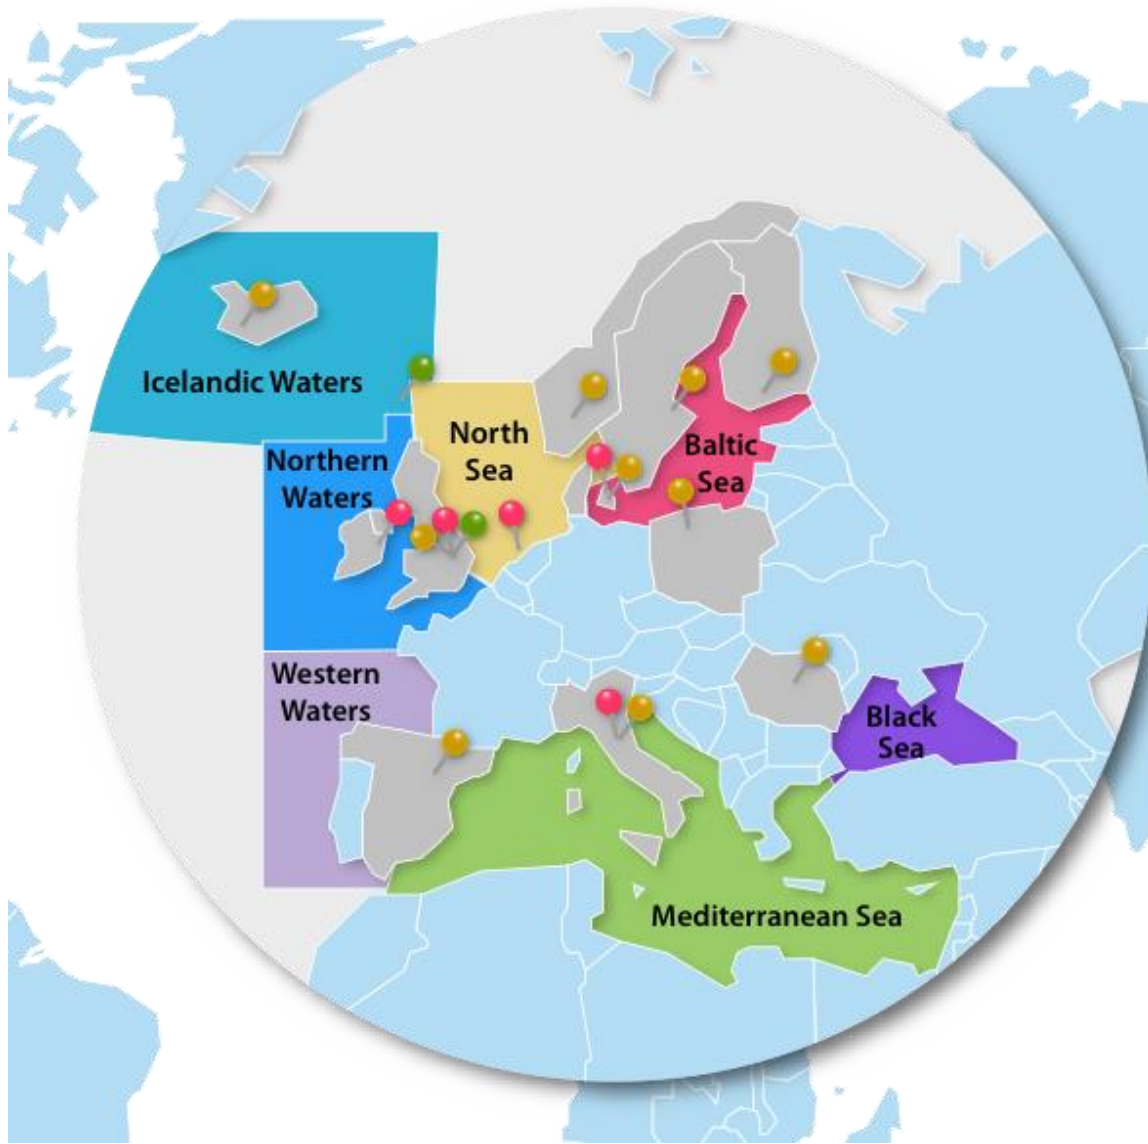 Icelandic Waters
North
Sea
Northern
Waters
Baltic
Sea
Western
Waters
Black
Sea
Mediterranean Sea